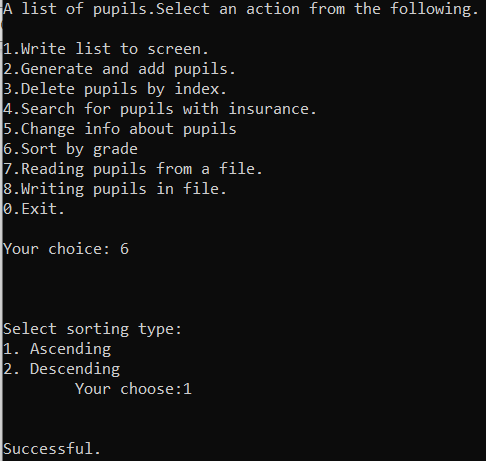 A list of pupils.Select an action from the following.
1.Write list to screen.
2.Generate and add pupils.
3.Delete pupils by index.
4.Search for pupils with insurance.
5.Change info about pupils
6.Sort by grade
7.Reading pupils from a file.
8.Writing pupils in file.
0.Exit.
Your choice: 6
Select sorting type:
1. Ascending
2. Descending
Your choose:1
Successful.